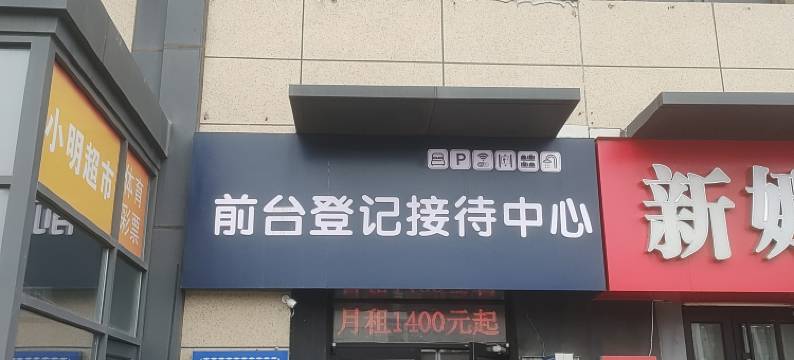 小明超市
体育
彩票
P
前台登记接待中心
新
月租1400元起